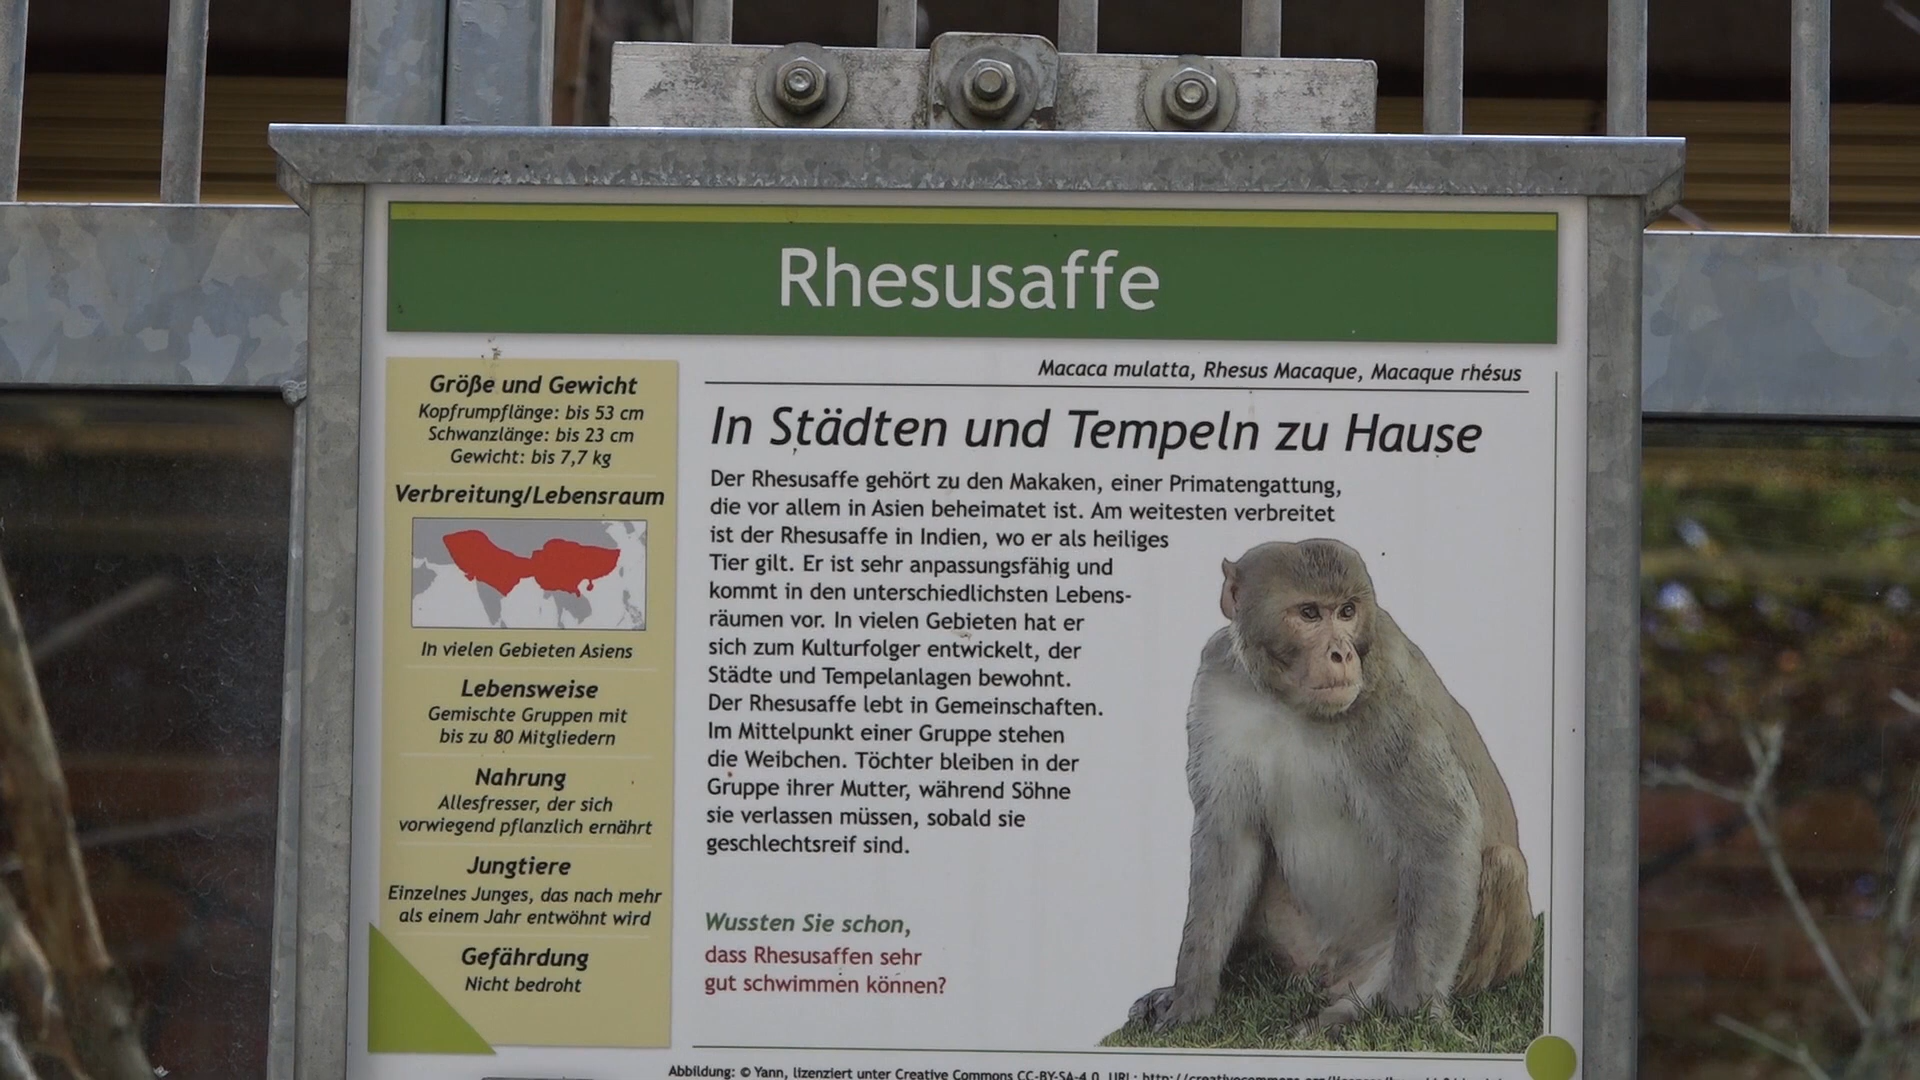 Rhesusaffe
Macaca mulatta, Rhesus Macaque, Macaque rhésus
Größe und Gewicht
Kopfrumpflänge: bis 53 cm
Schwanzlänge: bis 23 cm
Gewicht: bis 7,7 kg
Verbreitung/Lebensraum
In vielen Gebieten Asiens
Lebensweise
Gemischte Gruppen mit
bis zu 80 Mitgliedern
Nahrung
Allesfresser, der sich
vorwiegend pflanzlich ernährt
Jungtiere
Einzelnes Junges, das nach mehr
als einem Jahr entwöhnt wird
Gefährdung
Nicht bedroht
In Städten und Tempeln zu Hause
Der Rhesusaffe gehört zu den Makaken, einer Primatengattung,
die vor allem in Asien beheimatet ist. Am weitesten verbreitet
ist der Rhesusaffe in Indien, wo er als heiliges
Tier gilt. Er ist sehr anpassungsfähig und
kommt in den unterschiedlichsten Lebens-
räumen vor. In vielen Gebieten hat er
sich zum Kulturfolger entwickelt, der
Städte und Tempelanlagen bewohnt.
Der Rhesusaffe lebt in Gemeinschaften.
Im Mittelpunkt einer Gruppe stehen
die Weibchen. Töchter bleiben in der
Gruppe ihrer Mutter, während Söhne
sie verlassen müssen, sobald sie
geschlechtsreif sind.
Wussten Sie schon,
dass Rhesusaffen sehr
gut schwimmen können?
Abbildung: © Yann, lizenziert unter Creative Commons CC-BY-SA-4.0, URL: